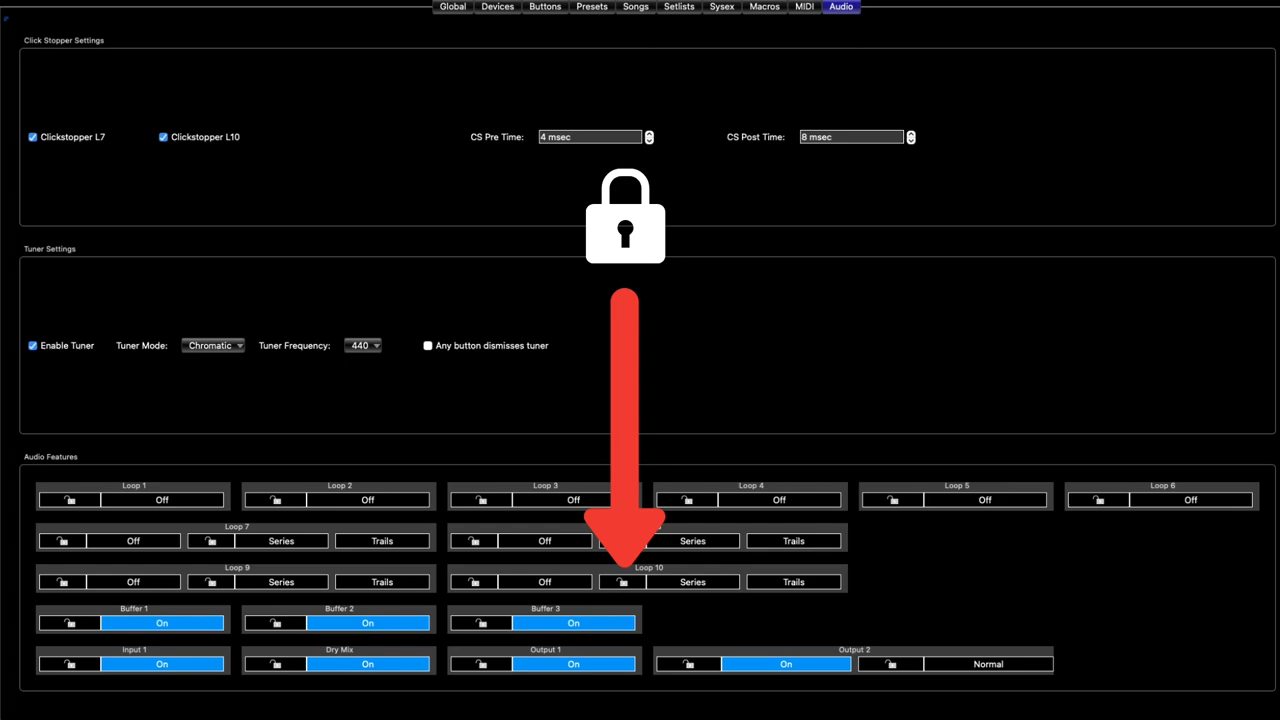 Global Devices Buttons Presets Songs Setlists Sysex Macros MIDI Audio
Click Stopper Settings
Clickstopper L7 Clickstopper L10 CS Pre Time: 4 msec CS Post Time: 8 msec
Tuner Settings
Enable Tuner Tuner Mode: Chromatic Tuner Frequency: 440 Any button dismisses tuner
Audio Features
Loop 1 Loop 2 Loop 3 Loop 4 Loop 5 Loop 6
Off Off Off Off Off Off
Loop 7
Off Series Trails Off Series Trails
Loop 9 Loop 10
Off Series Trails Off Series Trails
Buffer 1 Buffer 2 Buffer 3
On On On
Input 1 Dry Mix Output 1 Output 2
On On On On Normal